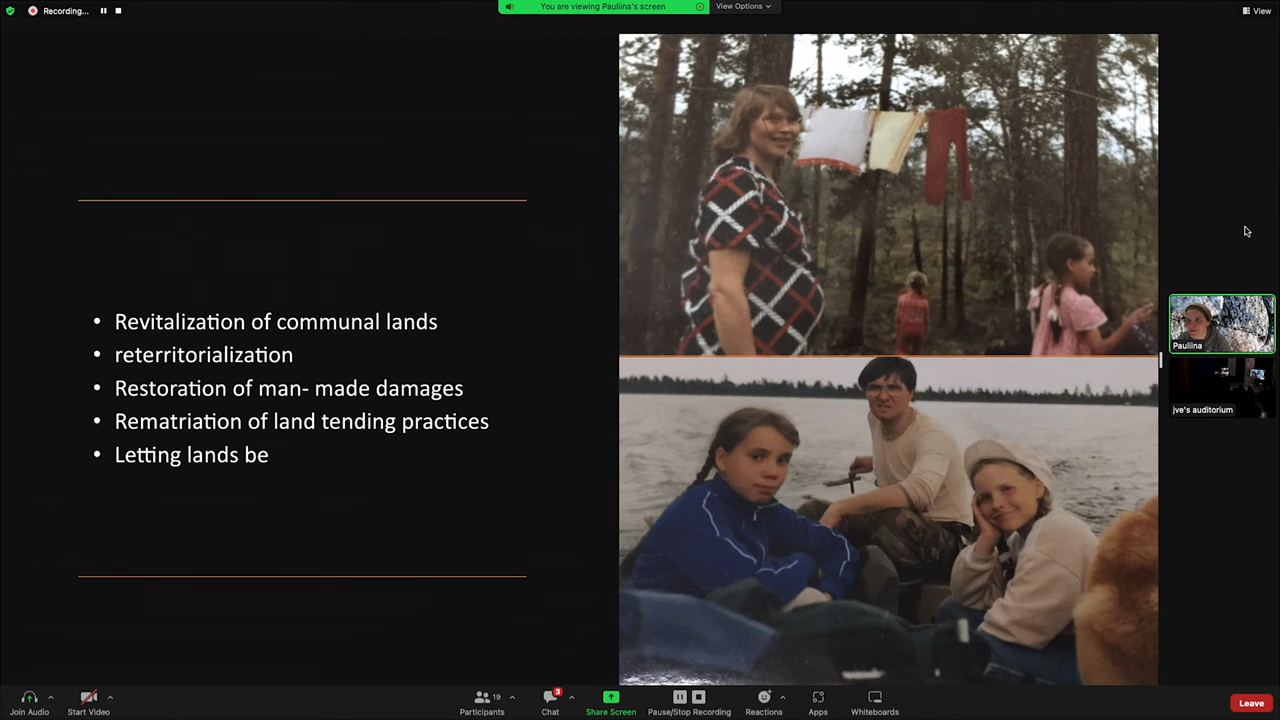 Recording...
You are viewing Pauliina's screen
View Options
View
• Revitalization of communal lands
• reterritorialization
• Restoration of man- made damages
• Rematriation of land tending practices
• Letting lands be
Pauliina
jve's auditorium
Join Audio
Start Video
Participants
19
Chat
3
Share Screen
Pause/Stop Recording
Reactions
Apps
Whiteboards
Leave